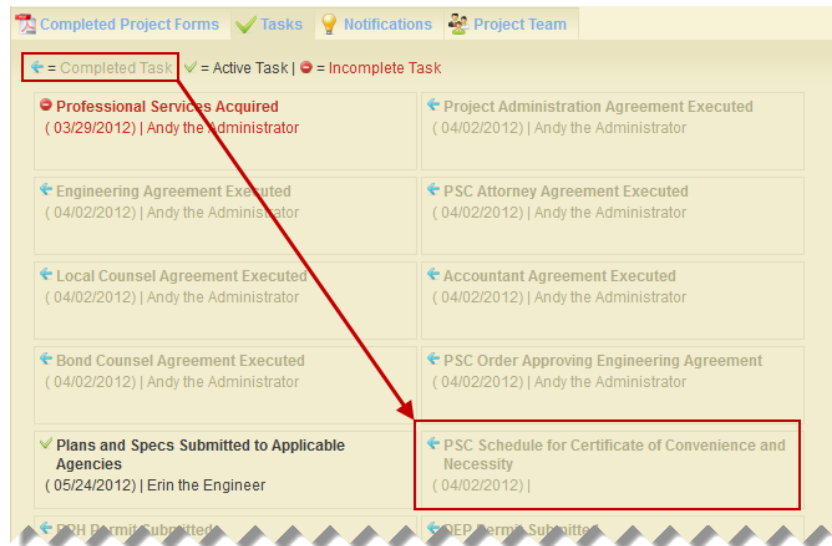 Completed Project Forms Tasks Notifications Project Team
= Completed Task | = Active Task | = Incomplete Task
Professional Services Acquired
( 03/29/2012) | Andy the Administrator
Project Administration Agreement Executed
( 04/02/2012) | Andy the Administrator
Engineering Agreement Executed
( 04/02/2012) | Andy the Administrator
PSC Attorney Agreement Executed
( 04/02/2012) | Andy the Administrator
Local Counsel Agreement Executed
( 04/02/2012) | Andy the Administrator
Accountant Agreement Executed
( 04/02/2012) | Andy the Administrator
Bond Counsel Agreement Executed
( 04/02/2012) | Andy the Administrator
PSC Order Approving Engineering Agreement
( 04/02/2012) | Andy the Administrator
Plans and Specs Submitted to Applicable
Agencies
( 05/24/2012) | Erin the Engineer
PSC Schedule for Certificate of Convenience and
Necessity
( 04/02/2012) |
Permit Submitted
DEP Permit Submitted